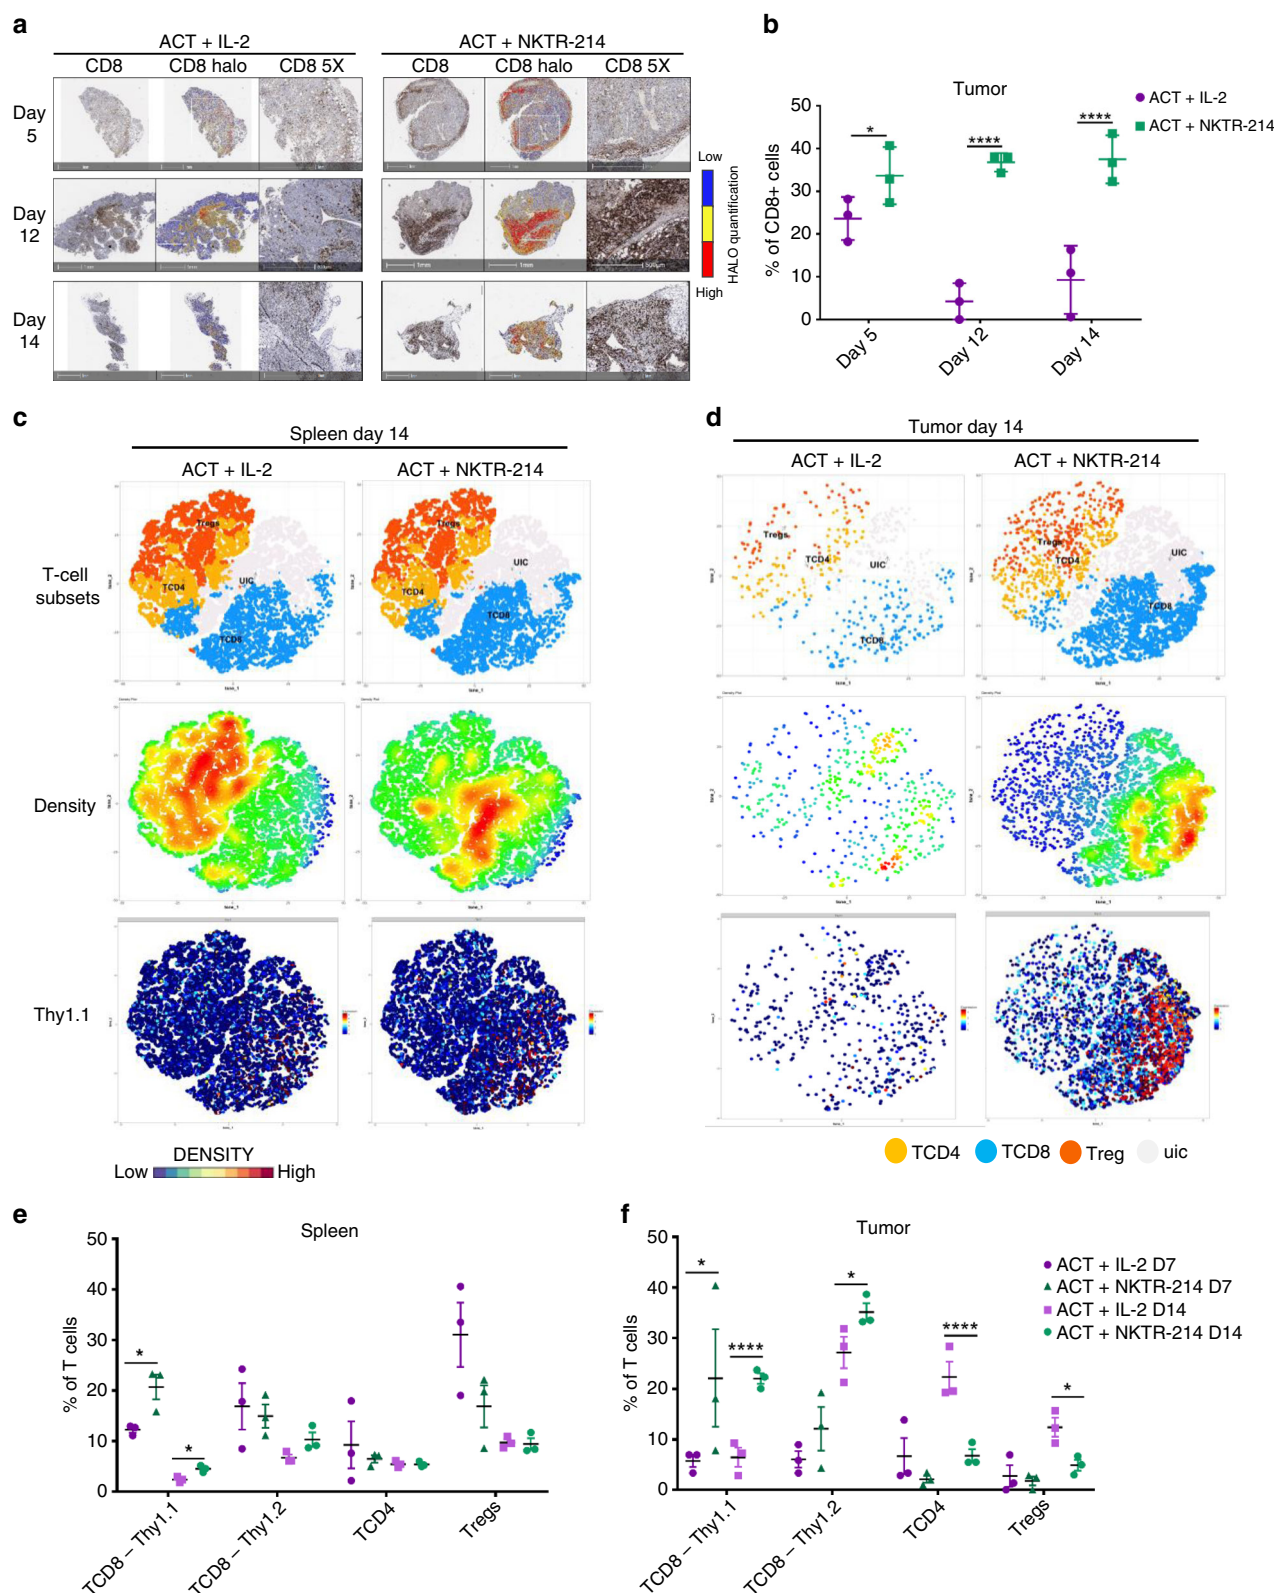 a
ACT + IL-2
ACT + NKTR-214
CD8
CD8 halo
CD8 5X
CD8
CD8 halo
CD8 5X
Day
5
Day
12
Day
14
Low
HALO quantification
High
b
Tumor
ACT + IL-2
ACT + NKTR-214
% of CD8+ cells
50
40
30
20
10
0
*
****
****
Day 5
Day 12
Day 14
c
Spleen day 14
ACT + IL-2
ACT + NKTR-214
T-cell
subsets
Tregs
TCD4
UIC
TCD8
Tregs
TCD4
UIC
TCD8
Density
Thy1.1
DENSITY
Low
High
d
Tumor day 14
ACT + IL-2
ACT + NKTR-214
Tregs
TCD4
UIC
TCD8
Tregs
TCD4
UIC
TCD8
TCD4
TCD8
Treg
uic
e
Spleen
% of T cells
50
40
30
20
10
0
*
*
TCD8 – Thy1.1
TCD8 – Thy1.2
TCD4
Tregs
f
Tumor
% of T cells
50
40
30
20
10
0
*
****
*
****
*
TCD8 – Thy1.1
TCD8 – Thy1.2
TCD4
Tregs
ACT + IL-2 D7
ACT + NKTR-214 D7
ACT + IL-2 D14
ACT + NKTR-214 D14